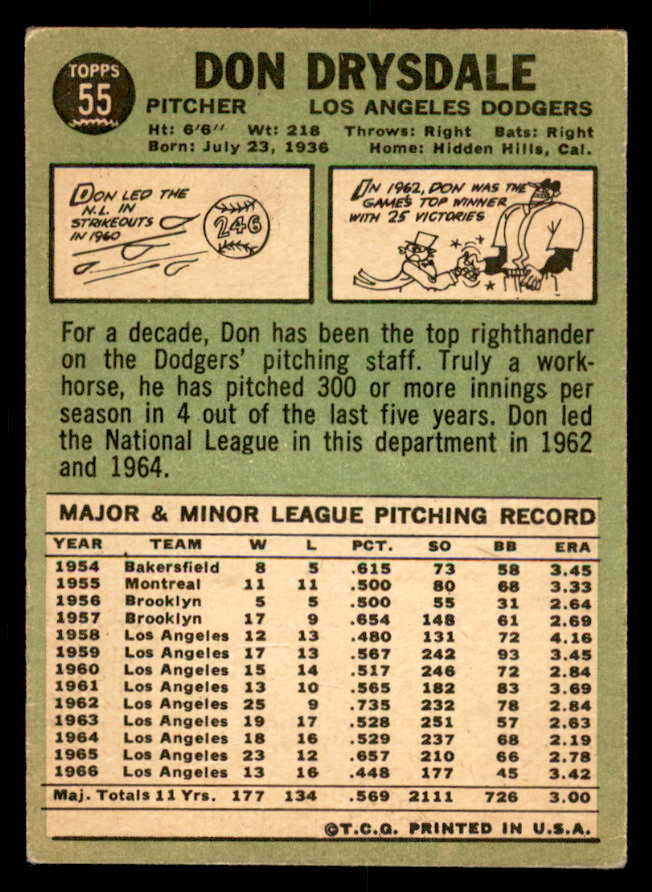 TOPPS
55
DON DRYSDALE
PITCHER LOS ANGELES DODGERS
Ht: 6'6" Wt: 218 Throws: Right Bats: Right
Born: July 23, 1936 Home: Hidden Hills, Cal.
DON LED THE
N.L. IN
STRIKEOUTS
IN 1960
246
IN 1962, DON WAS THE
GAME'S TOP WINNER
WITH 25 VICTORIES
For a decade, Don has been the top righthander
on the Dodgers' pitching staff. Truly a work-
horse, he has pitched 300 or more innings per
season in 4 out of the last five years. Don led
the National League in this department in 1962
and 1964.
MAJOR & MINOR LEAGUE PITCHING RECORD
YEAR TEAM W L PCT. SO BB ERA
1954 Bakersfield 8 5 .615 73 58 3.45
1955 Montreal 11 11 .500 80 68 3.33
1956 Brooklyn 5 5 .500 55 31 2.64
1957 Brooklyn 17 9 .654 148 61 2.69
1958 Los Angeles 12 13 .480 131 72 4.16
1959 Los Angeles 17 13 .567 242 93 3.45
1960 Los Angeles 15 14 .517 246 72 2.84
1961 Los Angeles 13 10 .565 182 83 3.69
1962 Los Angeles 25 9 .735 232 78 2.84
1963 Los Angeles 19 17 .528 251 57 2.63
1964 Los Angeles 18 16 .529 237 68 2.19
1965 Los Angeles 23 12 .657 210 66 2.78
1966 Los Angeles 13 16 .448 177 45 3.42
Maj. Totals 11 Yrs. 177 134 .569 2111 726 3.00
©T.C.G. PRINTED IN U.S.A.